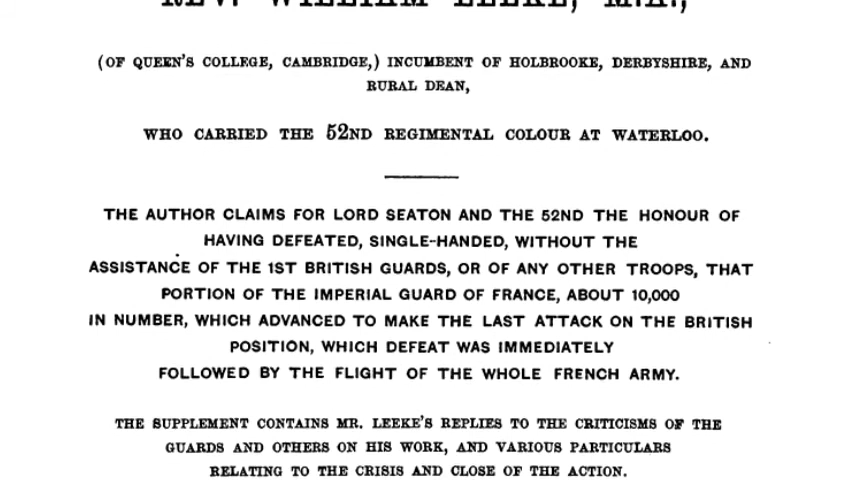 REV. WILLIAM LEEKE, M.A.,
(OF QUEEN'S COLLEGE, CAMBRIDGE,) INCUMBENT OF HOLBROOKE, DERBYSHIRE, AND
RURAL DEAN,
WHO CARRIED THE 52ND REGIMENTAL COLOUR AT WATERLOO.
THE AUTHOR CLAIMS FOR LORD SEATON AND THE 52ND THE HONOUR OF
HAVING DEFEATED, SINGLE-HANDED, WITHOUT THE
ASSISTANCE OF THE 1ST BRITISH GUARDS, OR OF ANY OTHER TROOPS, THAT
PORTION OF THE IMPERIAL GUARD OF FRANCE, ABOUT 10,000
IN NUMBER, WHICH ADVANCED TO MAKE THE LAST ATTACK ON THE BRITISH
POSITION, WHICH DEFEAT WAS IMMEDIATELY
FOLLOWED BY THE FLIGHT OF THE WHOLE FRENCH ARMY.
THE SUPPLEMENT CONTAINS MR. LEEKE'S REPLIES TO THE CRITICISMS OF THE
GUARDS AND OTHERS ON HIS WORK, AND VARIOUS PARTICULARS
RELATING TO THE CRISIS AND CLOSE OF THE ACTION.